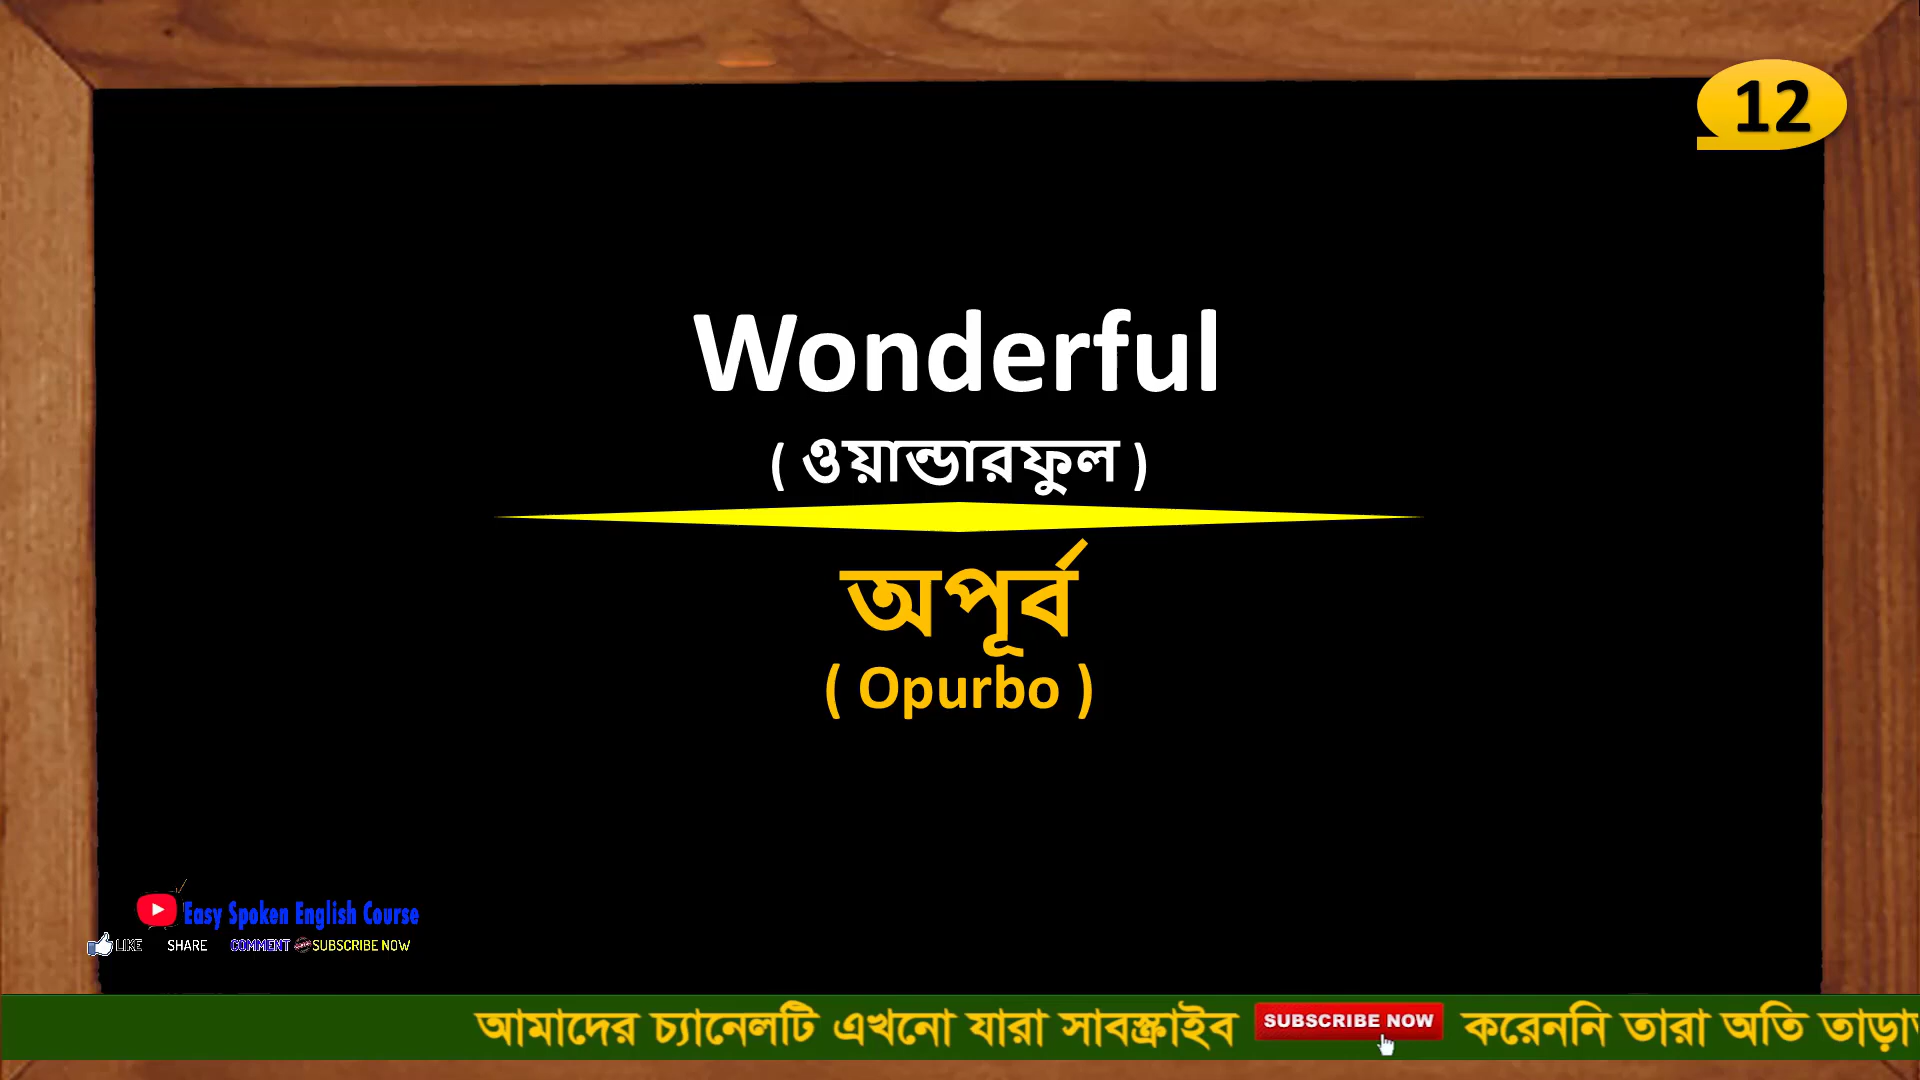 12
Wonderful
( ওয়ান্ডারফুল )
অপূর্ব
( Opurbo )
Easy Spoken English Course
LIKE SHARE COMMENT SUBSCRIBE NOW
আমাদের চ্যানেলটি এখনো যারা সাবস্ক্রাইব SUBSCRIBE NOW করেননি তারা অতি